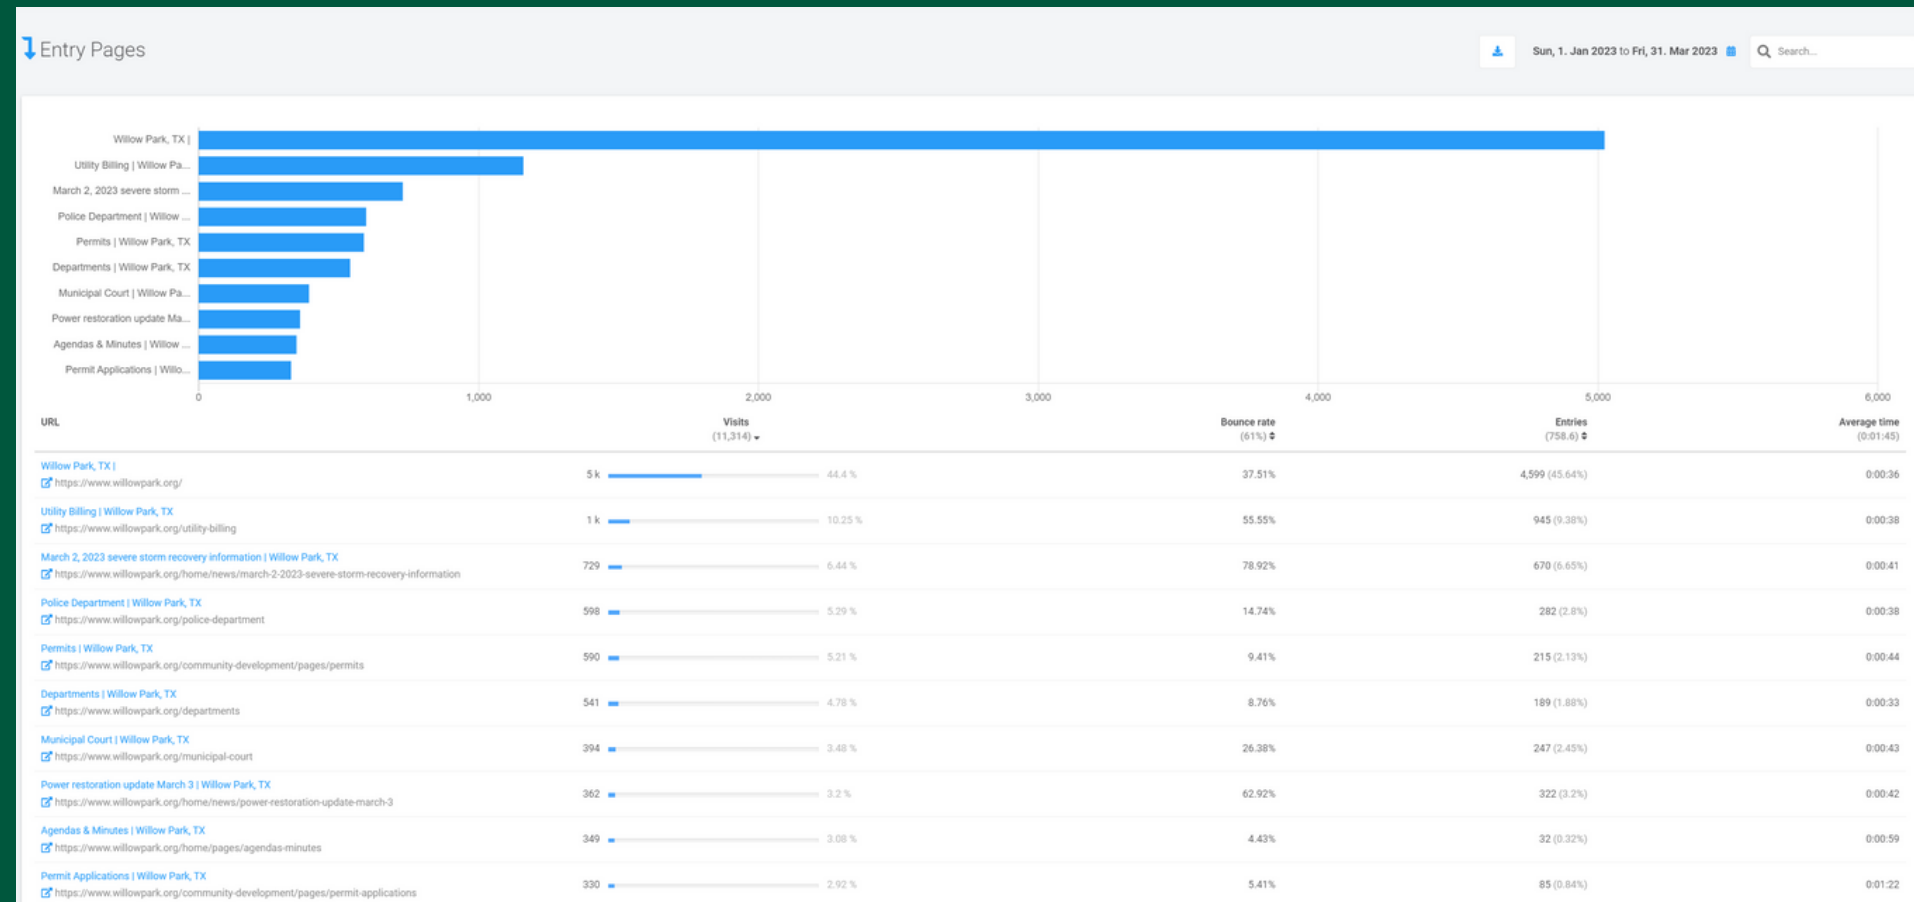 Entry Pages
Sun, 1. Jan 2023 to Fri, 31. Mar 2023
Search...
Willow Park, TX |
Utility Billing | Willow Pa...
March 2, 2023 severe storm ...
Police Department | Willow ...
Permits | Willow Park, TX
Departments | Willow Park, TX
Municipal Court | Willow Pa...
Power restoration update Ma...
Agendas & Minutes | Willow ...
Permit Applications | Willo...
0 1,000 2,000 3,000 4,000 5,000 6,000
URL Visits Bounce rate Entries Average time
(11,314) (61%) (758.6) (0:01:45)
Willow Park, TX |
https://www.willowpark.org/
5 k 44.4 % 37.51% 4,599 (45.64%) 0:00:36
Utility Billing | Willow Park, TX
https://www.willowpark.org/utility-billing
1 k 10.25 % 55.55% 945 (9.38%) 0:00:38
March 2, 2023 severe storm recovery information | Willow Park, TX
https://www.willowpark.org/home/news/march-2-2023-severe-storm-recovery-information
729 6.44 % 78.92% 670 (6.65%) 0:00:41
Police Department | Willow Park, TX
https://www.willowpark.org/police-department
598 5.29 % 14.74% 282 (2.8%) 0:00:38
Permits | Willow Park, TX
https://www.willowpark.org/community-development/pages/permits
590 5.21 % 9.41% 215 (2.13%) 0:00:44
Departments | Willow Park, TX
https://www.willowpark.org/departments
541 4.78 % 8.76% 189 (1.88%) 0:00:33
Municipal Court | Willow Park, TX
https://www.willowpark.org/municipal-court
394 3.48 % 26.38% 247 (2.45%) 0:00:43
Power restoration update March 3 | Willow Park, TX
https://www.willowpark.org/home/news/power-restoration-update-march-3
362 3.2 % 62.92% 322 (3.2%) 0:00:42
Agendas & Minutes | Willow Park, TX
https://www.willowpark.org/home/pages/agendas-minutes
349 3.08 % 4.43% 32 (0.32%) 0:00:59
Permit Applications | Willow Park, TX
https://www.willowpark.org/community-development/pages/permit-applications
330 2.92 % 5.41% 85 (0.84%) 0:01:22